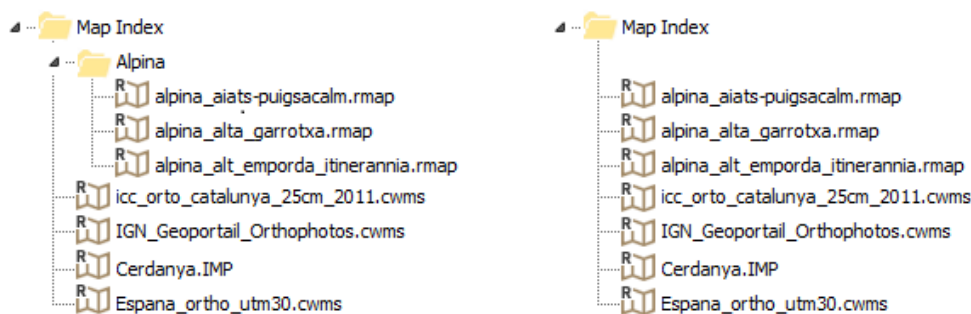 Map Index
Alpina
R alpina_aiats-puigsacalm.rmap
R alpina_alta_garrotxa.rmap
R alpina_alt_emporda_itinerannia.rmap
R icc_orto_catalunya_25cm_2011.cwms
R IGN_Geoportail_Orthophotos.cwms
R Cerdanya.IMP
R Espana_ortho_utm30.cwms
Map Index
R alpina_aiats-puigsacalm.rmap
R alpina_alta_garrotxa.rmap
R alpina_alt_emporda_itinerannia.rmap
R icc_orto_catalunya_25cm_2011.cwms
R IGN_Geoportail_Orthophotos.cwms
R Cerdanya.IMP
R Espana_ortho_utm30.cwms